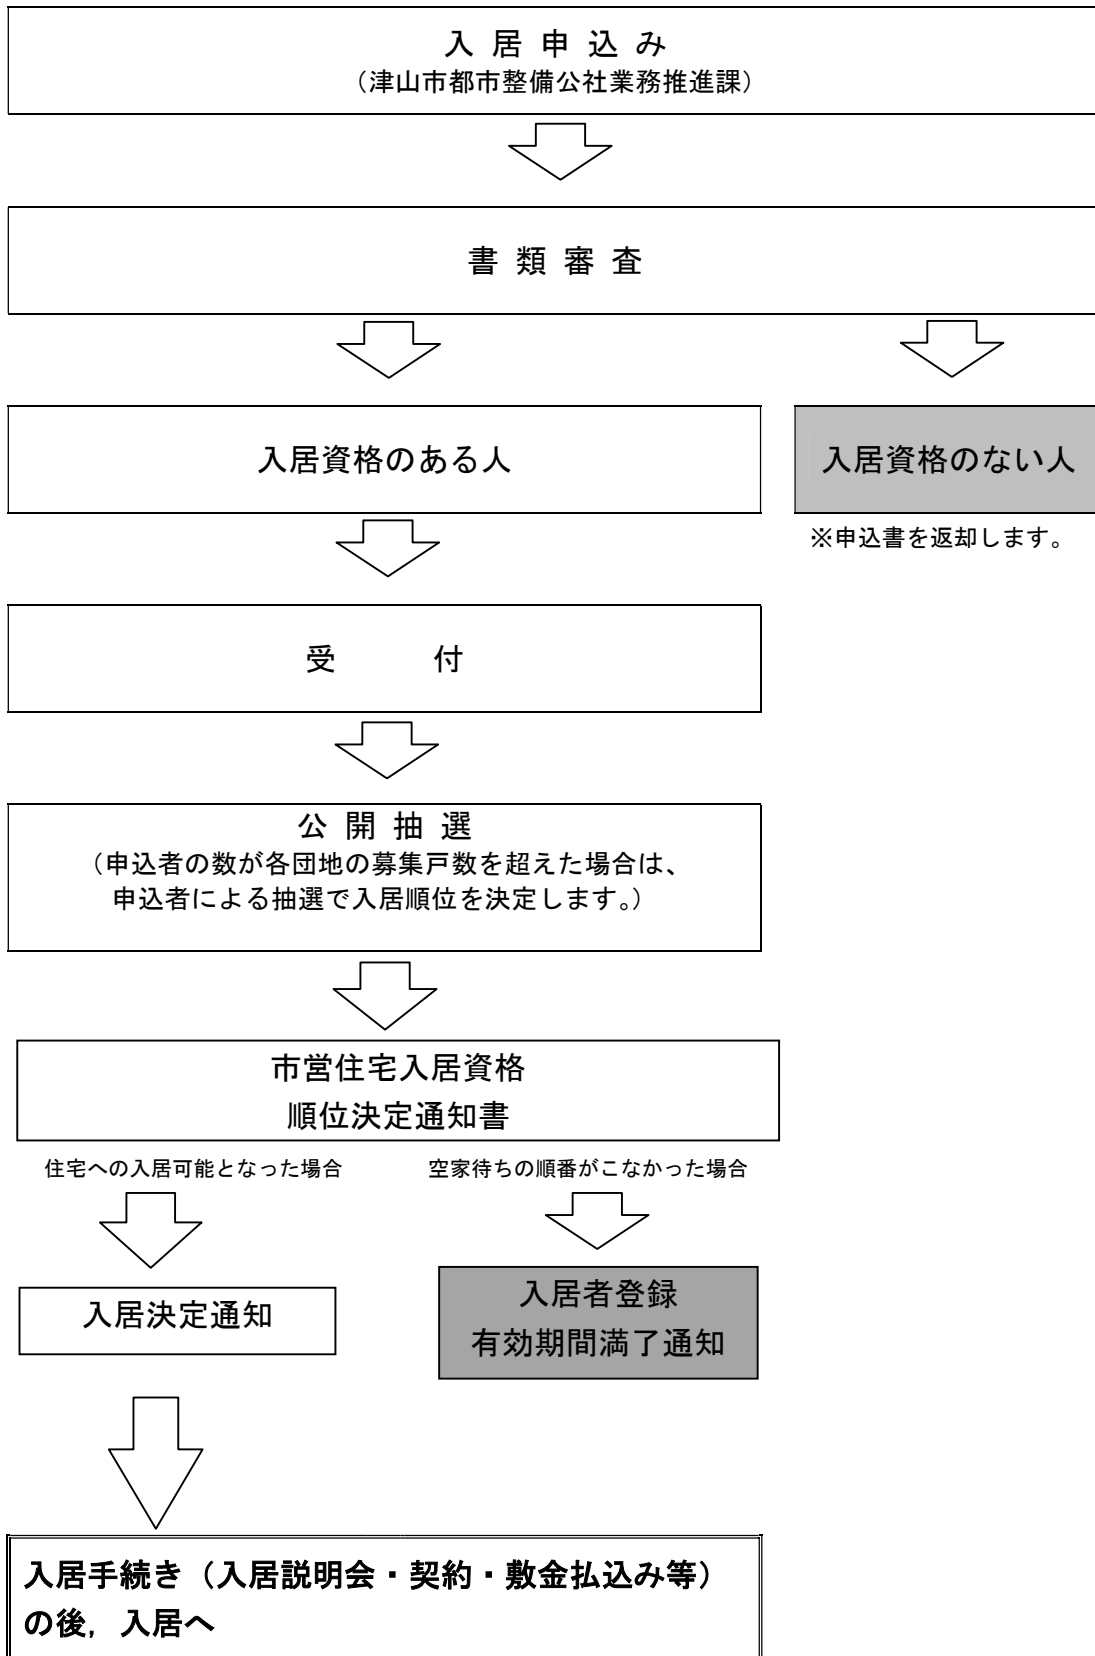 入居申込み
（津山市都市整備公社業務推進課）
書類審査
入居資格のある人
入居資格のない人
※申込書を返却します。
受　付
公開抽選
（申込者の数が各団地の募集戸数を超えた場合は、
申込者による抽選で入居順位を決定します。）
市営住宅入居資格
順位決定通知書
住宅への入居可能となった場合
空家待ちの順番がこなかった場合
入居決定通知
入居者登録
有効期間満了通知
入居手続き（入居説明会・契約・敷金払込み等）
の後，入居へ